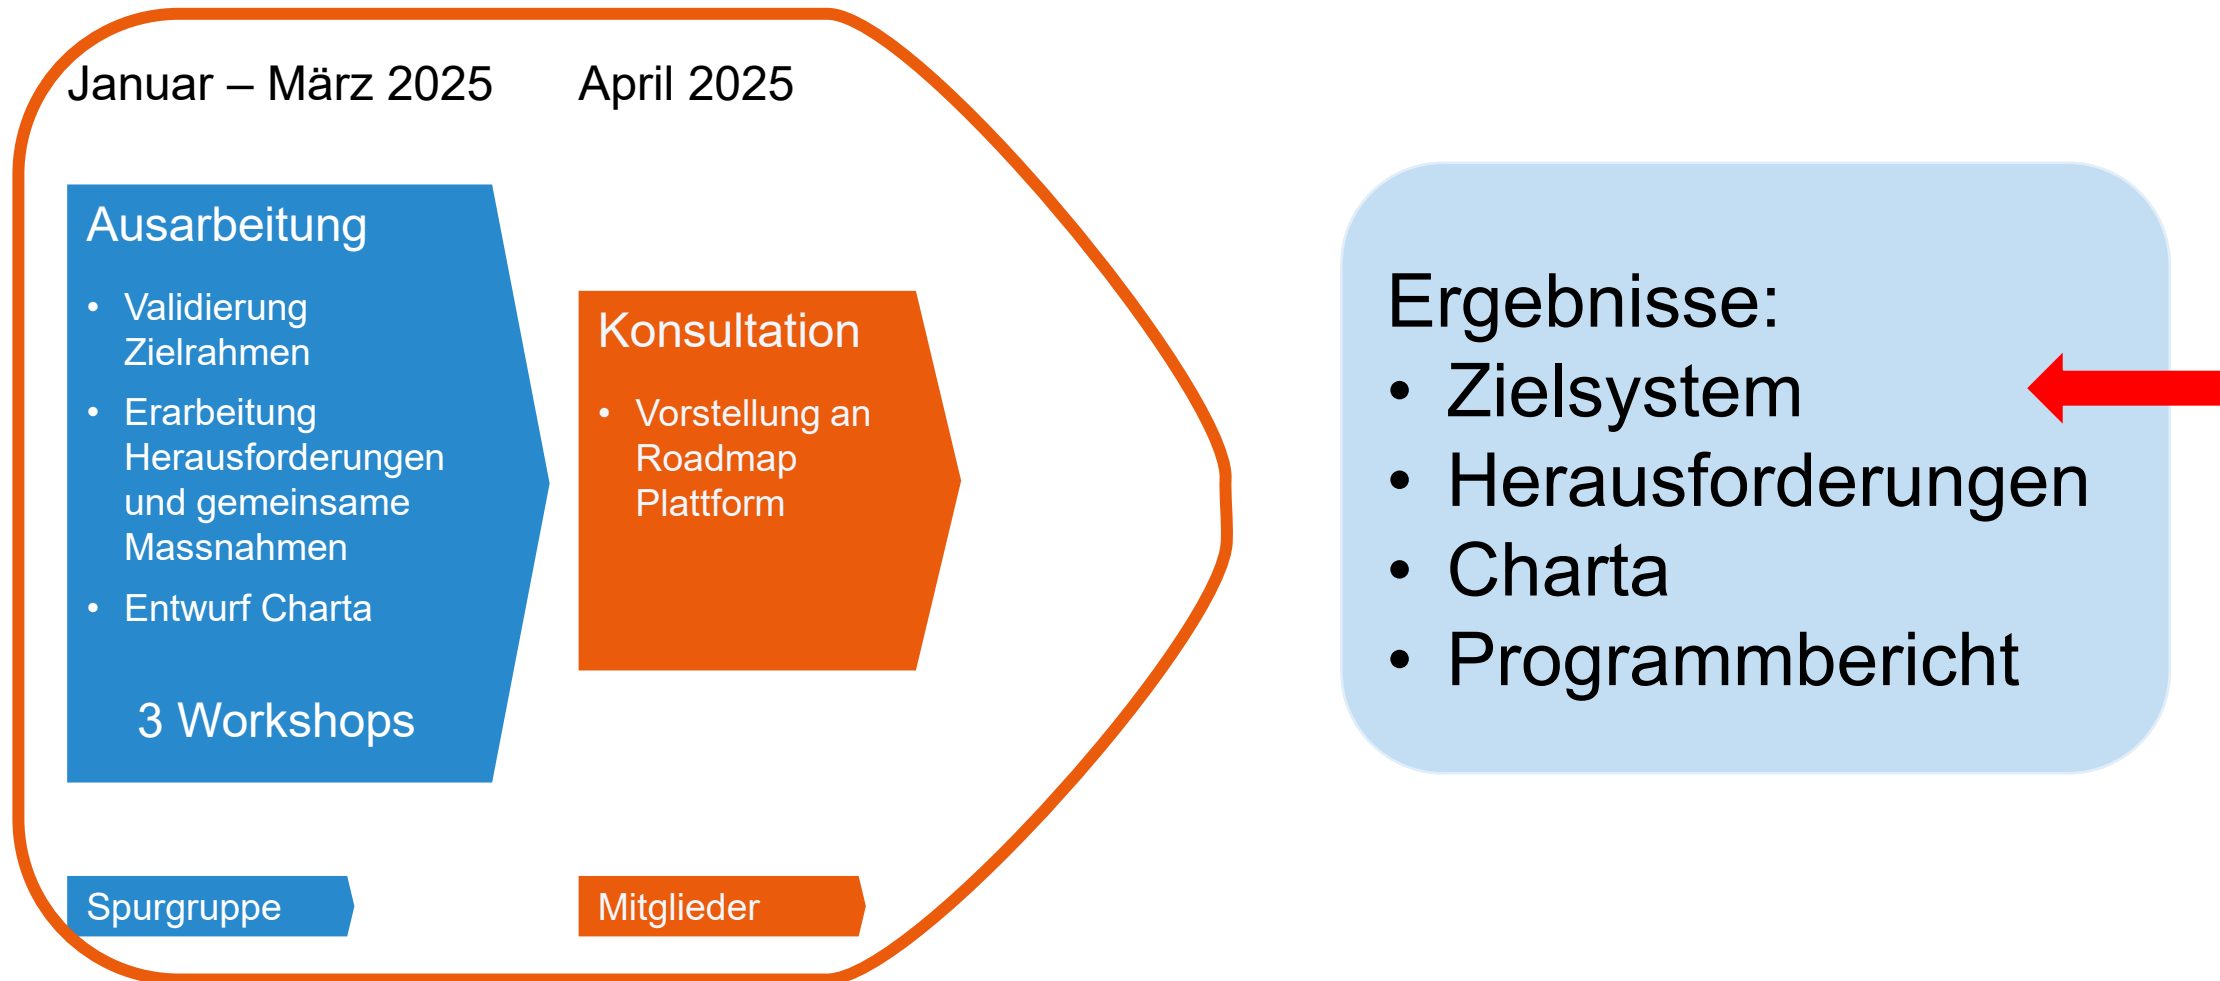 Januar – März 2025
April 2025
Ausarbeitung
• Validierung
Zielrahmen
• Erarbeitung
Herausforderungen
und gemeinsame
Massnahmen
• Entwurf Charta
3 Workshops
Konsultation
• Vorstellung an
Roadmap
Plattform
Spurgruppe
Mitglieder
Ergebnisse:
• Zielsystem
• Herausforderungen
• Charta
• Programmbericht